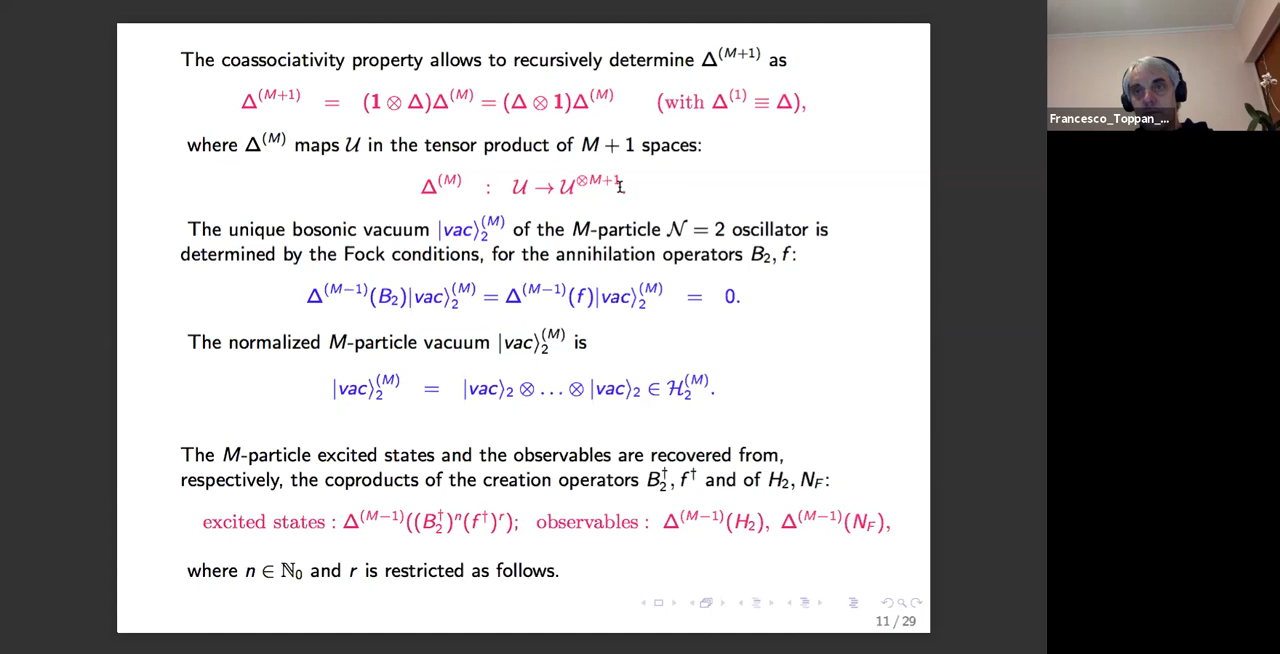 The coassociativity property allows to recursively determine Δ^(M+1) as
Δ^(M+1) = (1 ⊗ Δ)Δ^(M) = (Δ ⊗ 1)Δ^(M) (with Δ^(1) ≡ Δ),
where Δ^(M) maps 𝒰 in the tensor product of M + 1 spaces:
Δ^(M) : 𝒰 → 𝒰^⊗M+1
The unique bosonic vacuum |vac⟩₂^(M) of the M-particle 𝒩 = 2 oscillator is
determined by the Fock conditions, for the annihilation operators B₂, f:
Δ^(M−1)(B₂)|vac⟩₂^(M) = Δ^(M−1)(f)|vac⟩₂^(M) = 0.
The normalized M-particle vacuum |vac⟩₂^(M) is
|vac⟩₂^(M) = |vac⟩₂ ⊗ … ⊗ |vac⟩₂ ∈ ℋ₂^(M).
The M-particle excited states and the observables are recovered from,
respectively, the coproducts of the creation operators B₂^†, f^† and of H₂, N_F:
excited states : Δ^(M−1)((B₂^†)^n(f^†)^r); observables : Δ^(M−1)(H₂), Δ^(M−1)(N_F),
where n ∈ ℕ₀ and r is restricted as follows.
11 / 29
Francesco_Toppan_...